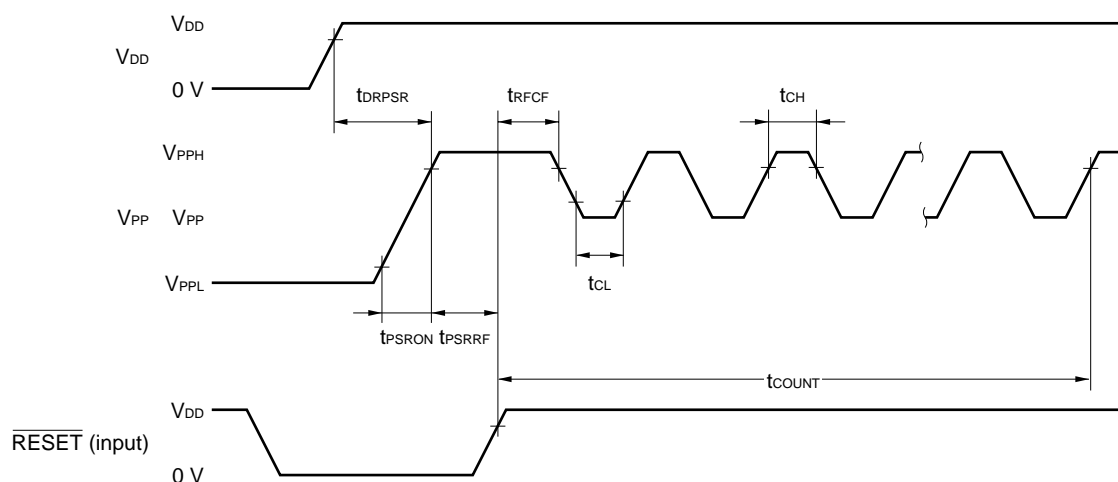 VDD
VDD
0 V
tDRPSR
tRFCF
tCH
VPPH
VPP VPP
tCL
VPPL
tPSRON tPSRRF
tCOUNT
VDD
RESET (input)
0 V